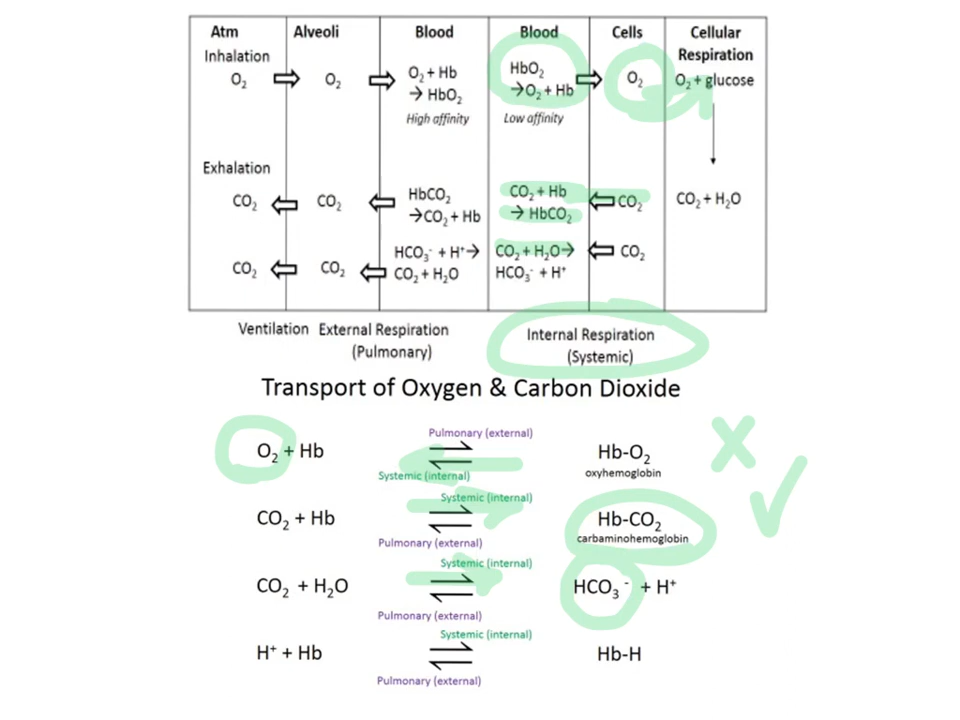 Atm Alveoli Blood Blood Cells Cellular Respiration
Inhalation
O₂ ⇨ O₂ ⇨ O₂ + Hb → HbO₂ HbO₂ → O₂ + Hb ⇨ O₂ O₂ + glucose
High affinity Low affinity
Exhalation
CO₂ ⇦ CO₂ ⇦ HbCO₂ → CO₂ + Hb CO₂ + Hb → HbCO₂ ⇦ CO₂ CO₂ + H₂O
CO₂ ⇦ CO₂ ⇦ HCO₃⁻ + H⁺ → CO₂ + H₂O CO₂ + H₂O → HCO₃⁻ + H⁺ ⇦ CO₂
Ventilation External Respiration (Pulmonary) Internal Respiration (Systemic)
Transport of Oxygen & Carbon Dioxide
Pulmonary (external)
O₂ + Hb ⇌ Hb-O₂
Systemic (internal) oxyhemoglobin
Systemic (internal)
CO₂ + Hb ⇌ Hb-CO₂
Pulmonary (external) carbaminohemoglobin
Systemic (internal)
CO₂ + H₂O ⇌ HCO₃⁻ + H⁺
Pulmonary (external)
Systemic (internal)
H⁺ + Hb ⇌ Hb-H
Pulmonary (external)